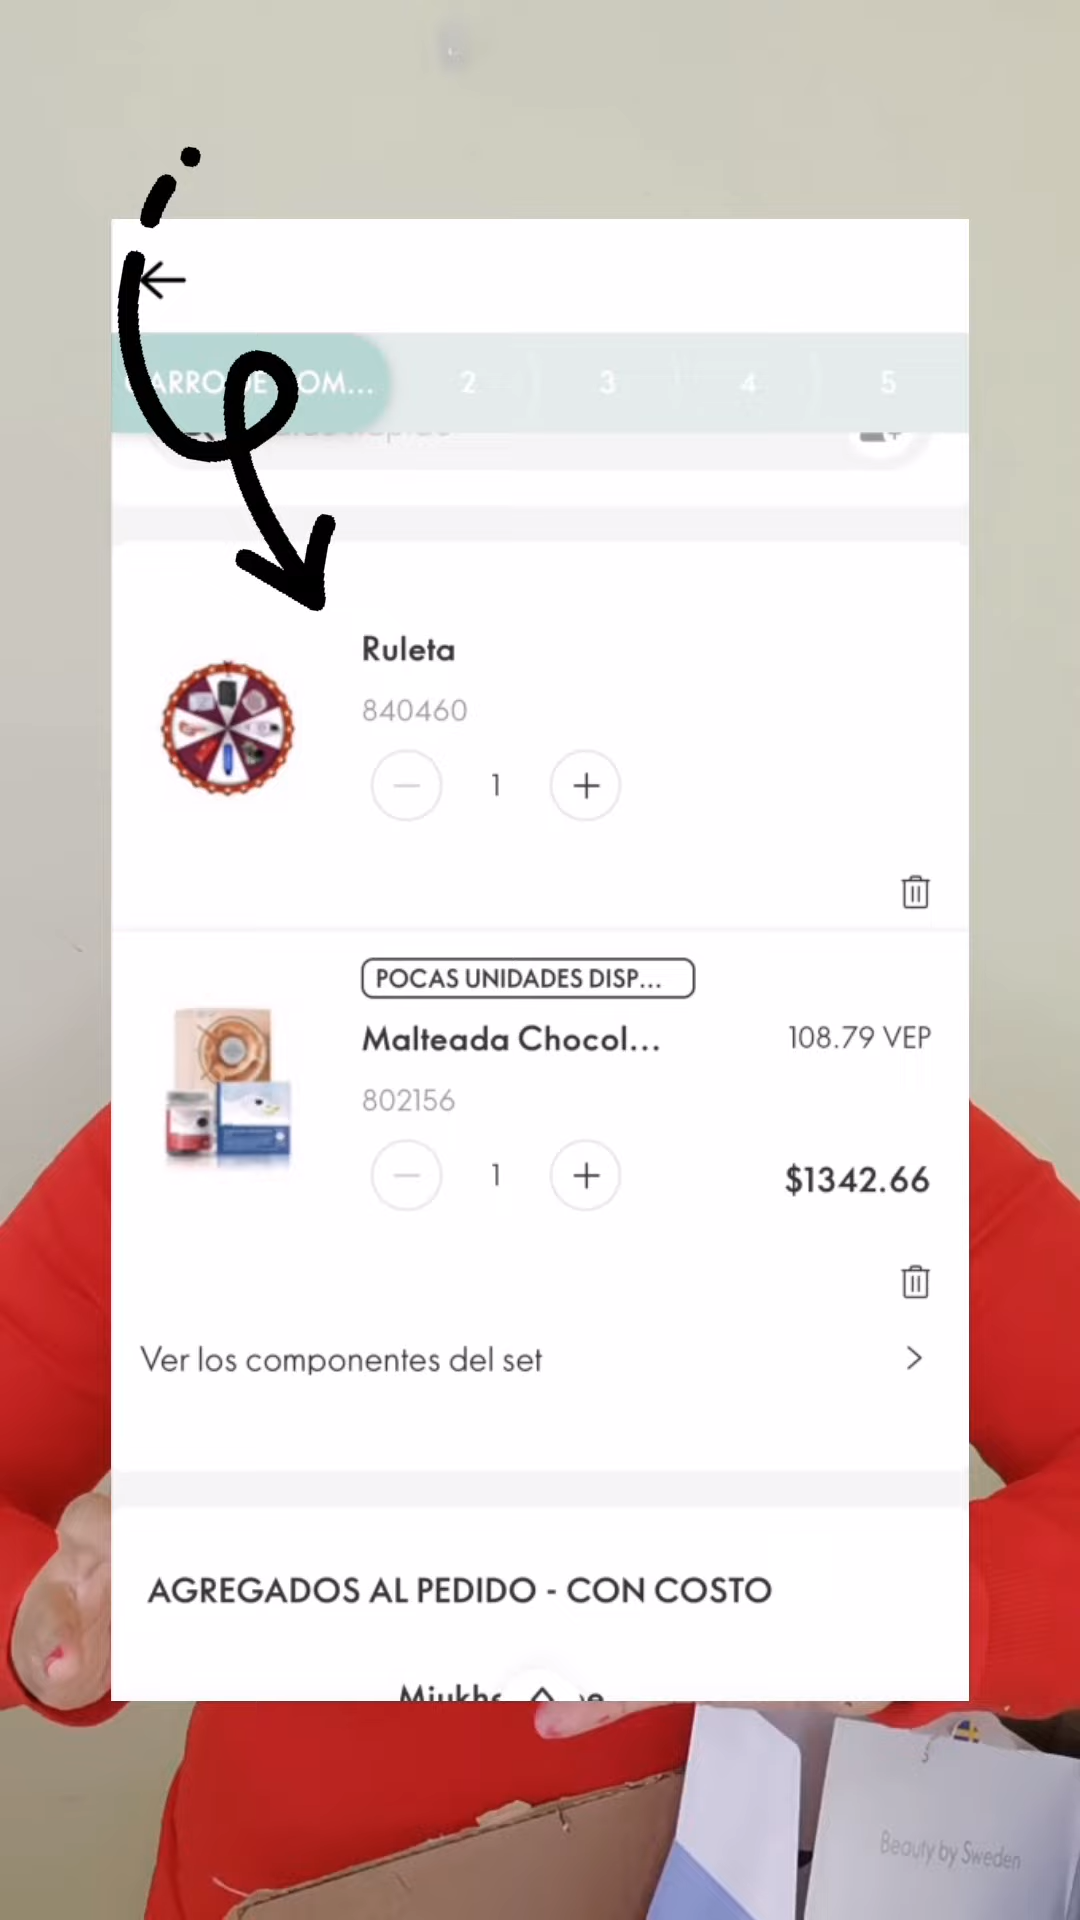 2
3
4
5
Ruleta
840460
1
POCAS UNIDADES DISP...
Malteada Chocol...
108.79 VEP
802156
1
$1342.66
Ver los componentes del set
AGREGADOS AL PEDIDO - CON COSTO
Beauty by Sweden